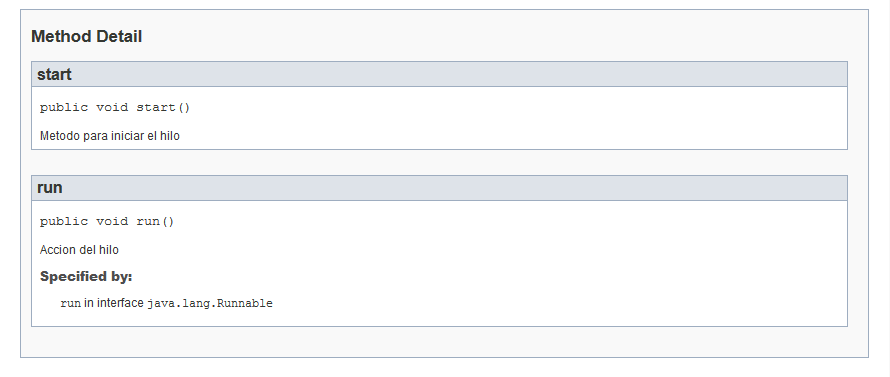 Method Detail
start
public void start()
Metodo para iniciar el hilo
run
public void run()
Accion del hilo
Specified by:
run in interface java.lang.Runnable